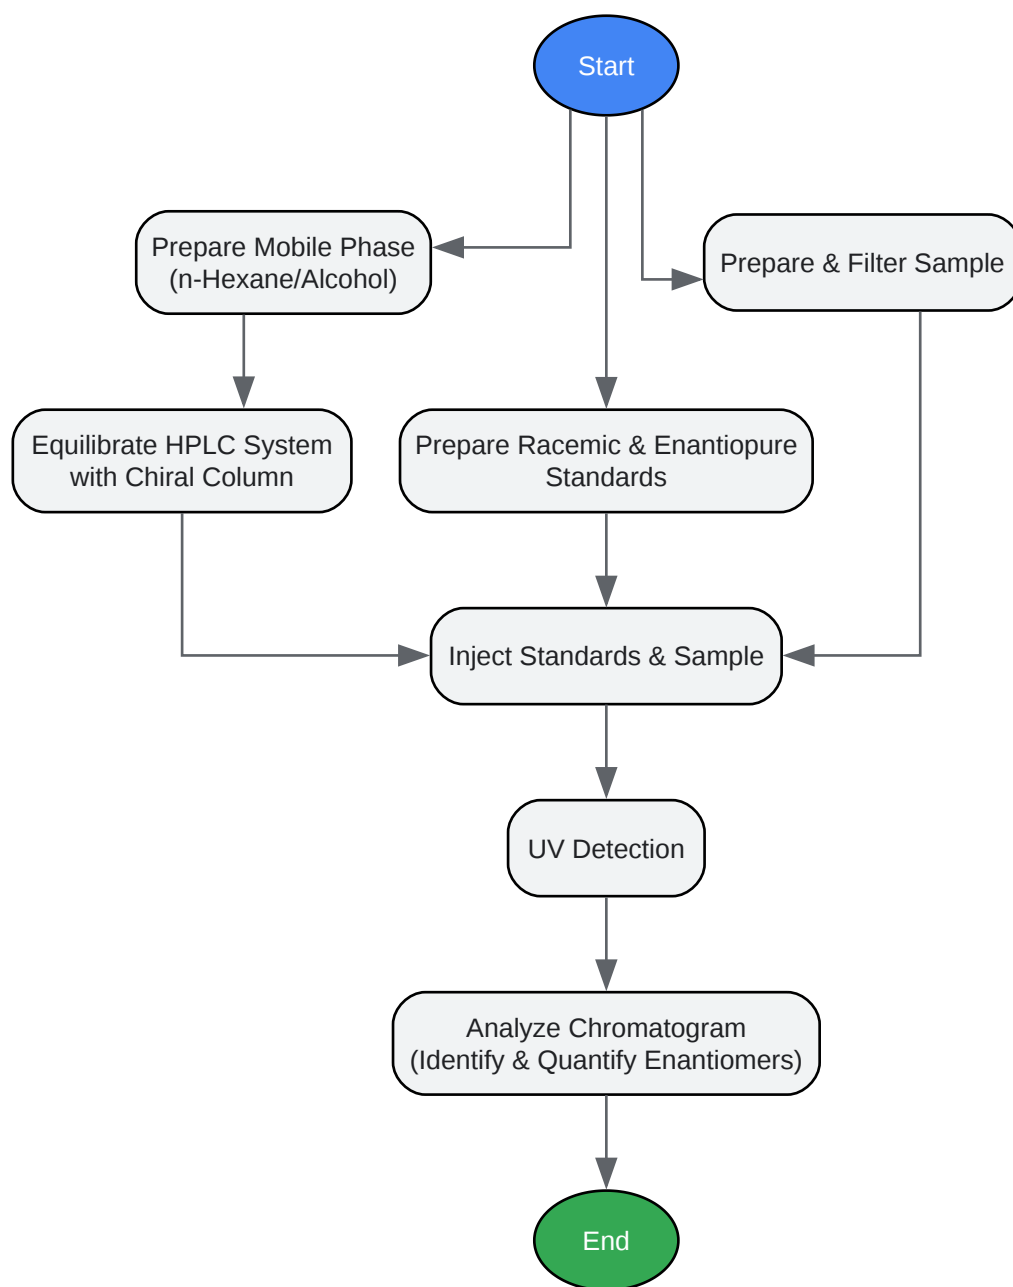 Start
Prepare Mobile Phase
(n-Hexane/Alcohol)
Prepare & Filter Sample
Equilibrate HPLC System
with Chiral Column
Prepare Racemic & Enantiopure
Standards
Inject Standards & Sample
UV Detection
Analyze Chromatogram
(Identify & Quantify Enantiomers)
End